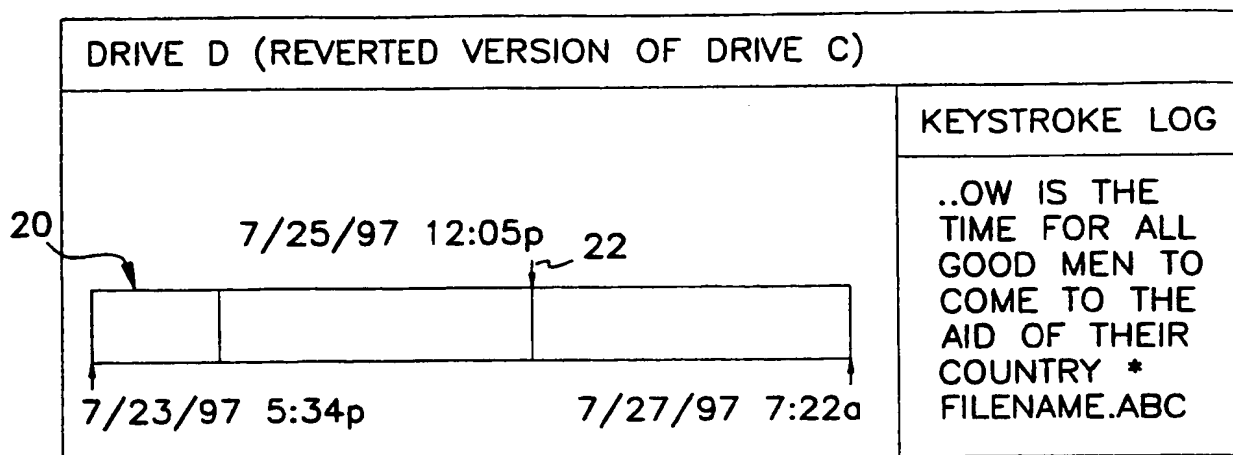 DRIVE D (REVERTED VERSION OF DRIVE C)
KEYSTROKE LOG
..OW IS THE
TIME FOR ALL
GOOD MEN TO
COME TO THE
AID OF THEIR
COUNTRY *
FILENAME.ABC
20
7/25/97 12:05p
22
7/23/97 5:34p
7/27/97 7:22a